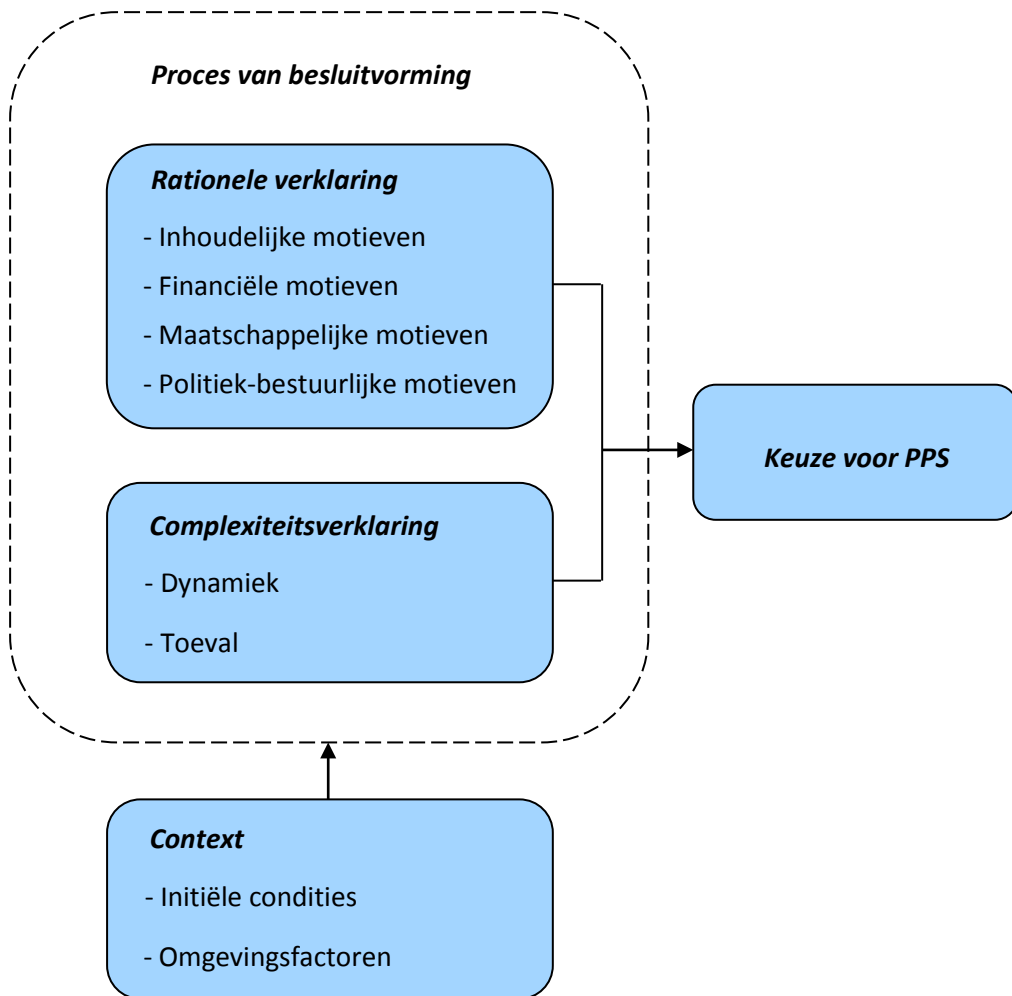 Proces van besluitvorming
Rationele verklaring
- Inhoudelijke motieven
- Financiële motieven
- Maatschappelijke motieven
- Politiek-bestuurlijke motieven
Keuze voor PPS
Complexiteitsverklaring
- Dynamiek
- Toeval
Context
- Initiële condities
- Omgevingsfactoren